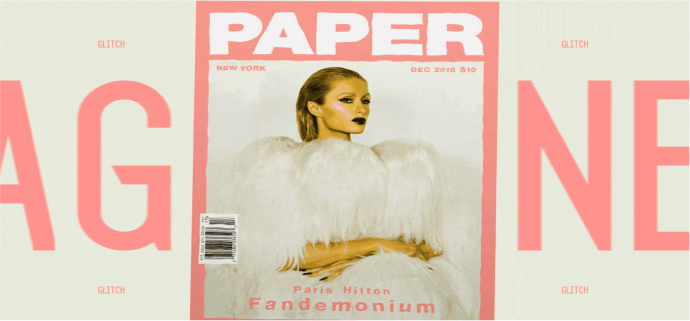 GLITCH
GLITCH
PAPER
NEW YORK
DEC 2015 $10
AG
NE
Paris Hilton
Fandemonium
GLITCH
GLITCH